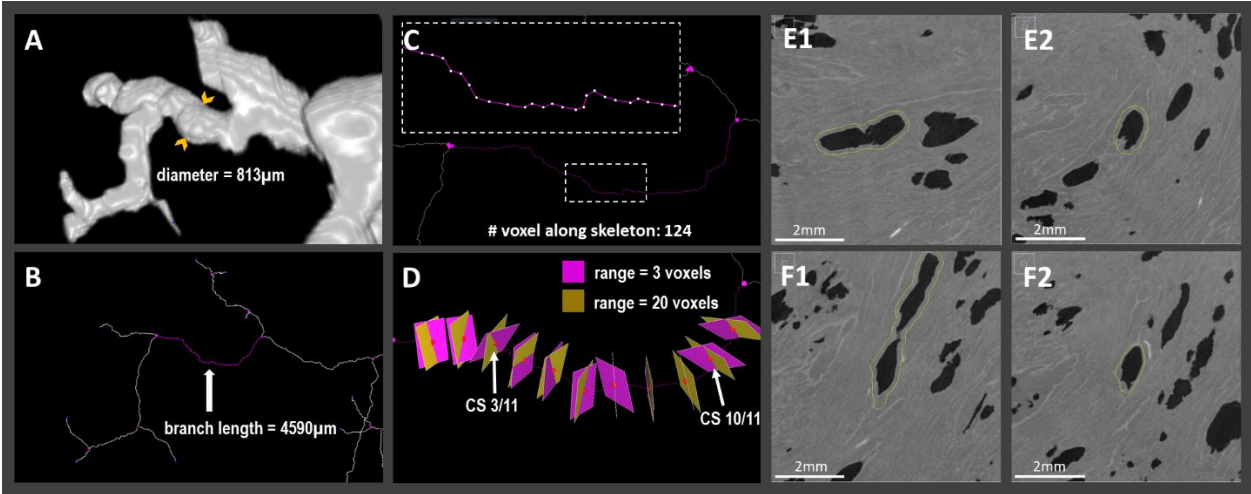 A
diameter = 813µm
B
branch length = 4590µm
C
# voxel along skeleton: 124
D
range = 3 voxels
range = 20 voxels
CS 3/11
CS 10/11
E1
2mm
E2
2mm
F1
2mm
F2
2mm